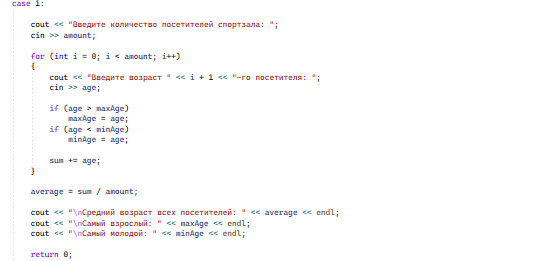 case 1:
cout << "Введите количество посетителей спортзала: ";
cin >> amount;
for (int i = 0; i < amount; i++)
{
cout << "Введите возраст " << i + 1 << "-го посетителя: ";
cin >> age;
if (age > maxAge)
maxAge = age;
if (age < minAge)
minAge = age;
sum += age;
}
average = sum / amount;
cout << "\nСредний возраст всех посетителей: " << average << endl;
cout << "\nСамый взрослый: " << maxAge << endl;
cout << "\nСамый молодой: " << minAge << endl;
return 0;